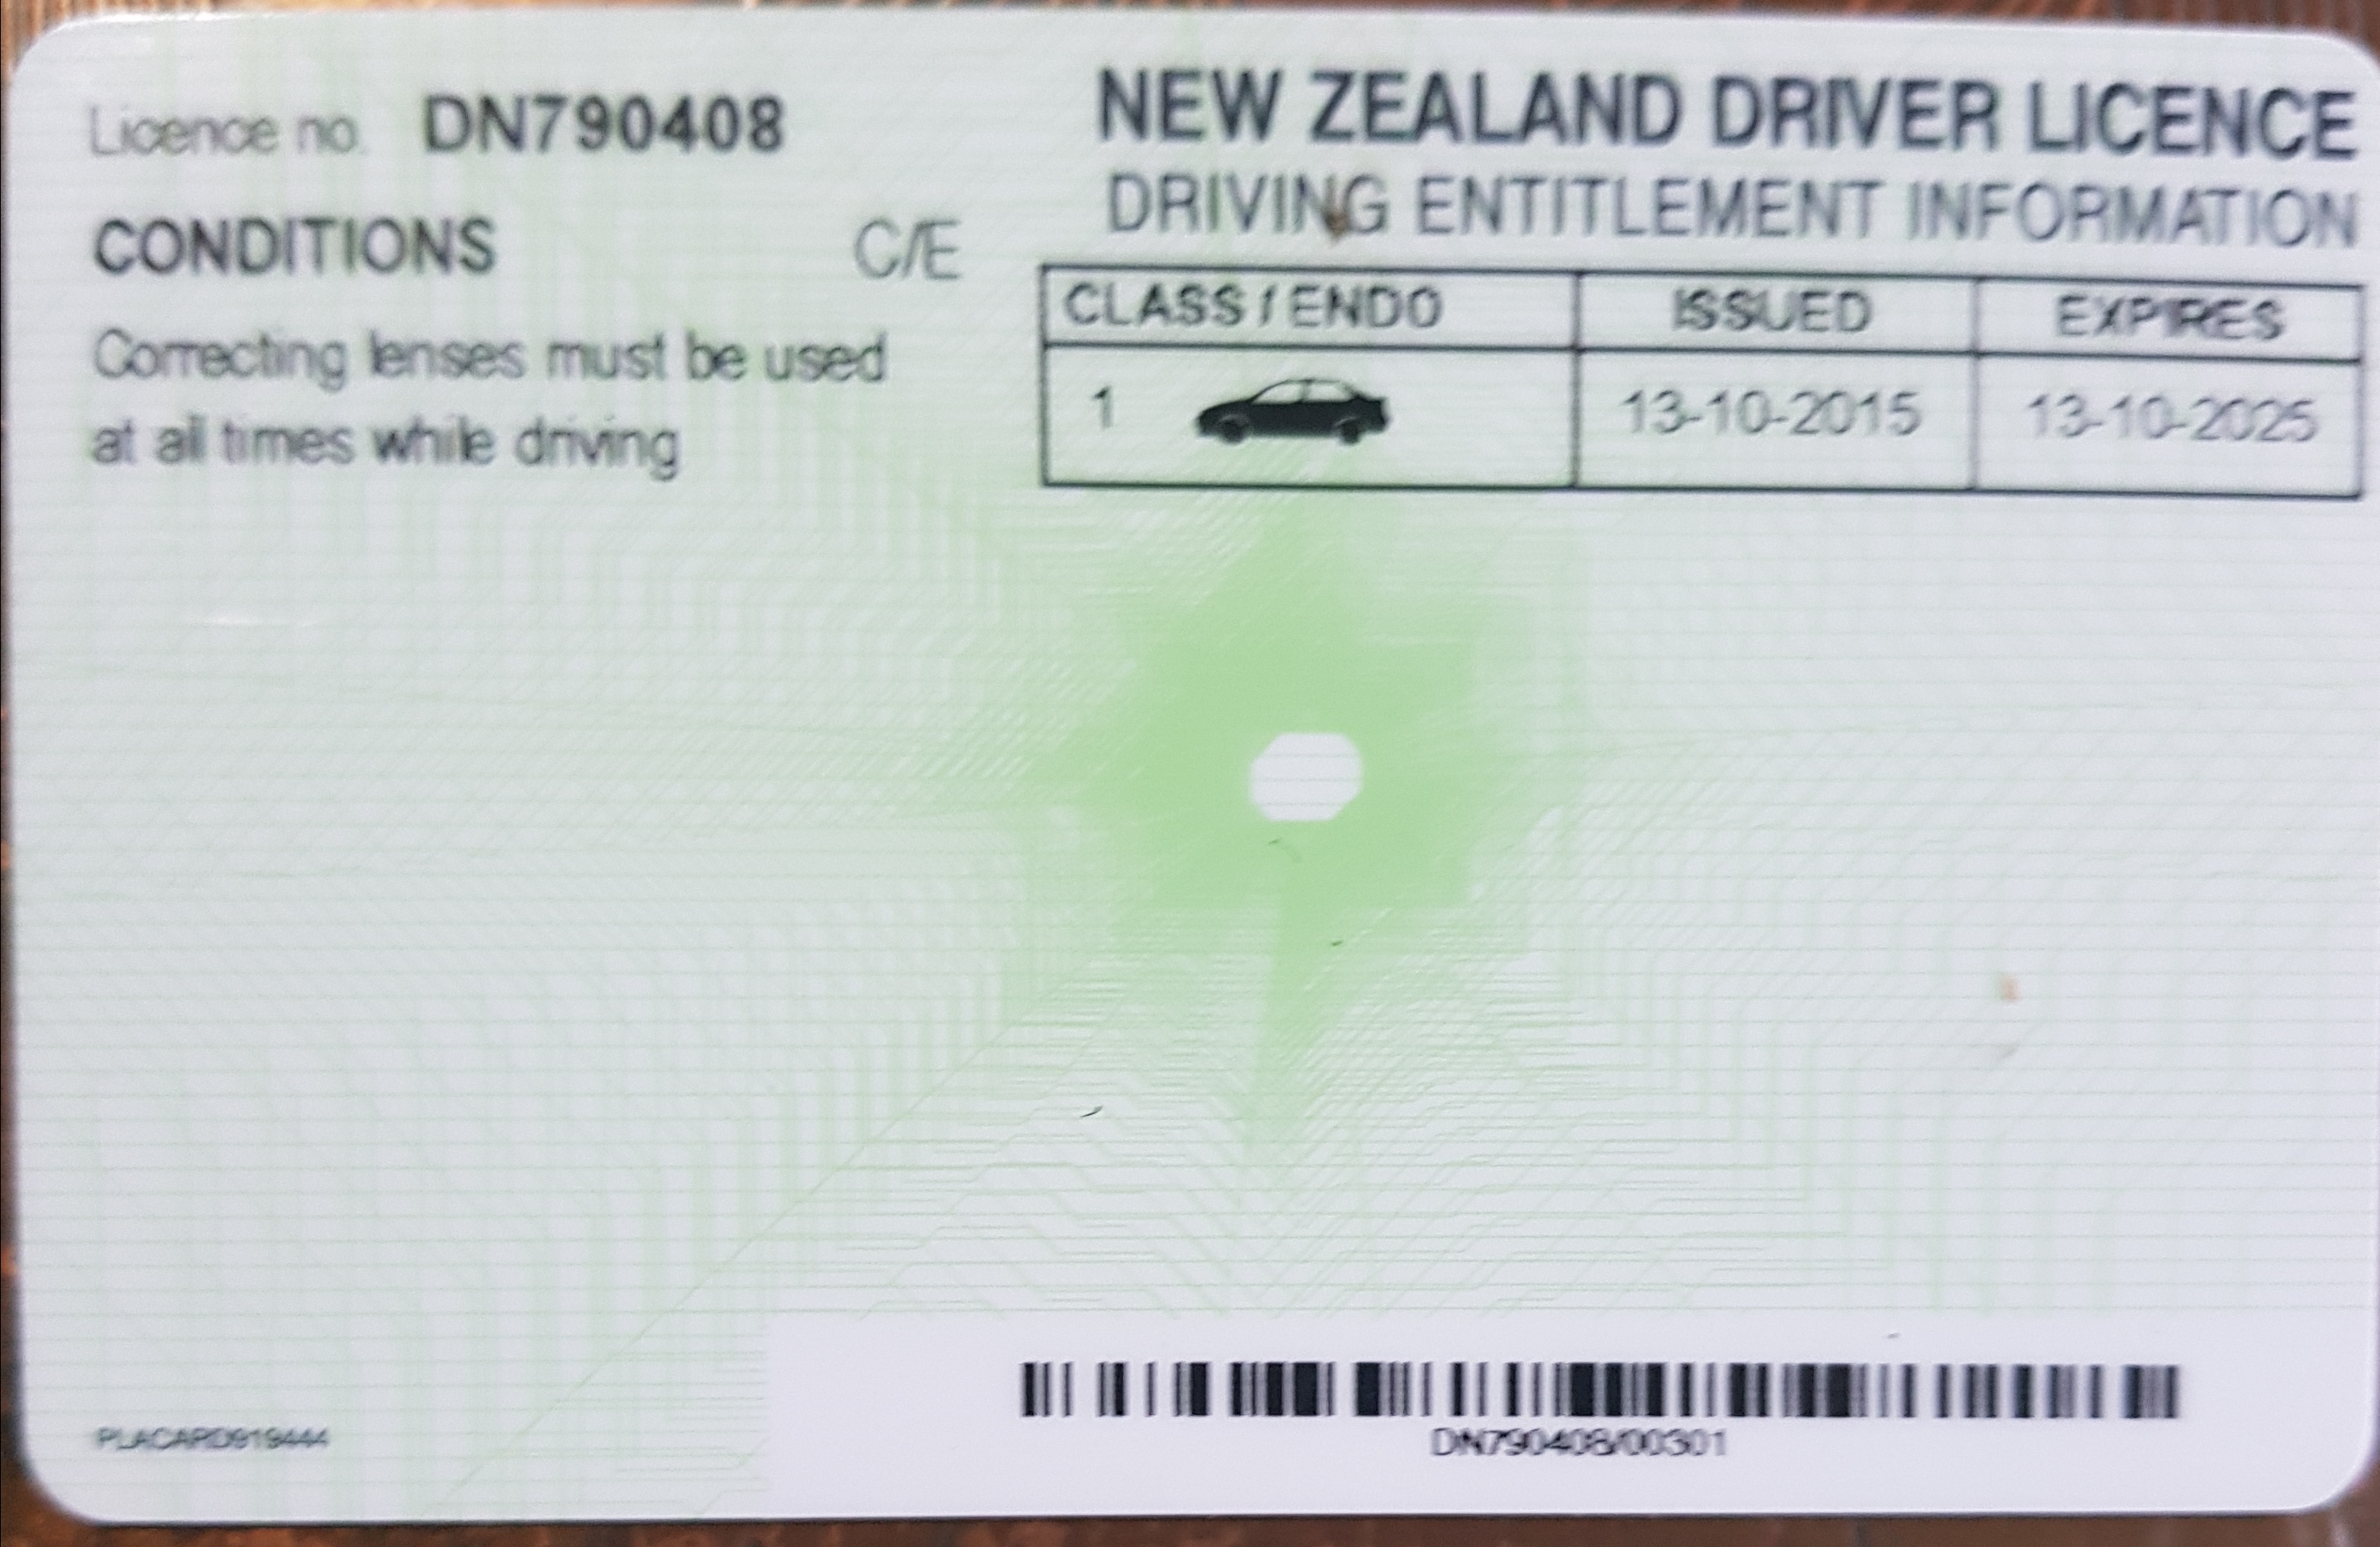 Licence no. DN790408
CONDITIONS C/E
Correcting lenses must be used
at all times while driving
NEW ZEALAND DRIVER LICENCE
DRIVING ENTITLEMENT INFORMATION
CLASS / ENDO ISSUED EXPIRES
1 13-10-2015 13-10-2025
PLACARD919444
DN790408/00301